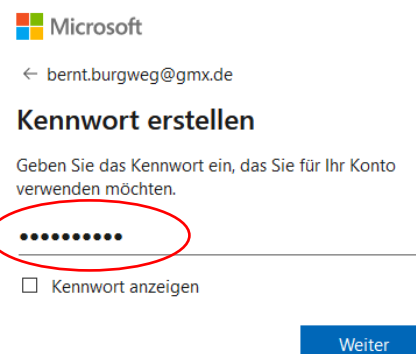 Microsoft
← bernt.burgweg@gmx.de
Kennwort erstellen
Geben Sie das Kennwort ein, das Sie für Ihr Konto
verwenden möchten.
••••••••••
Kennwort anzeigen
Weiter